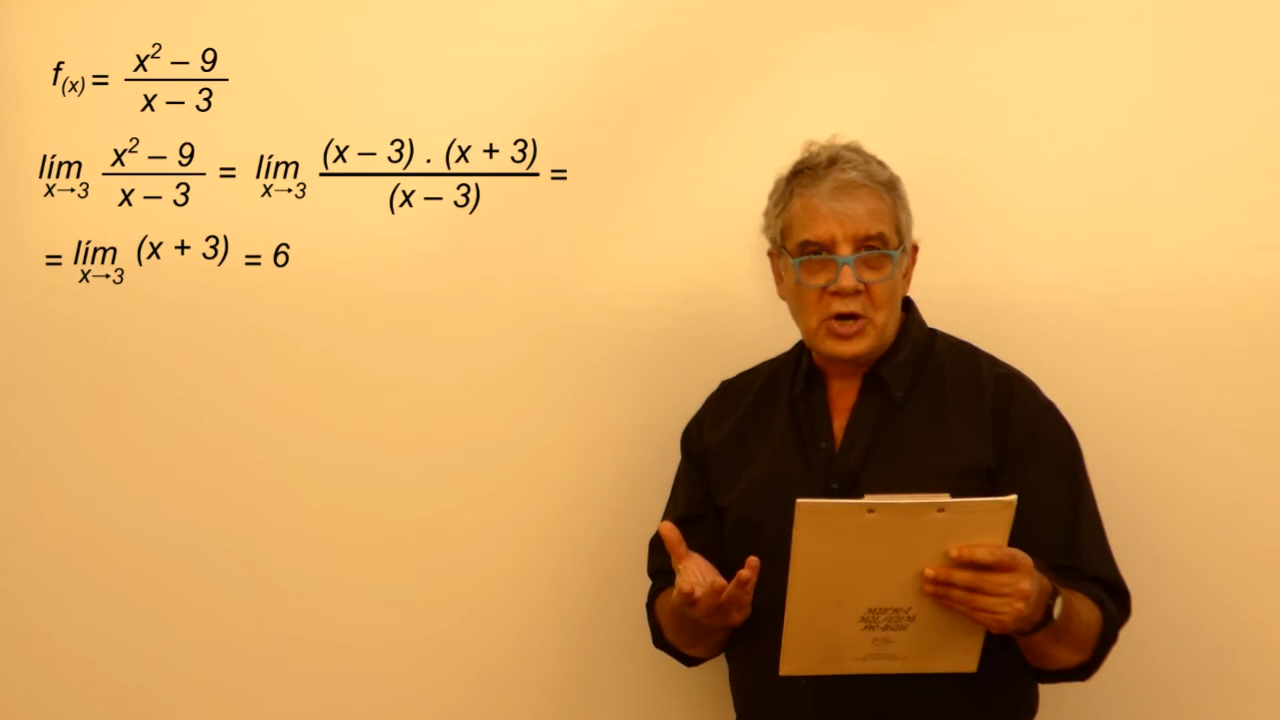 f(x) = x² – 9 / x – 3
lím x→3 x² – 9 / x – 3 = lím x→3 (x – 3) . (x + 3) / (x – 3) =
= lím x→3 (x + 3) = 6